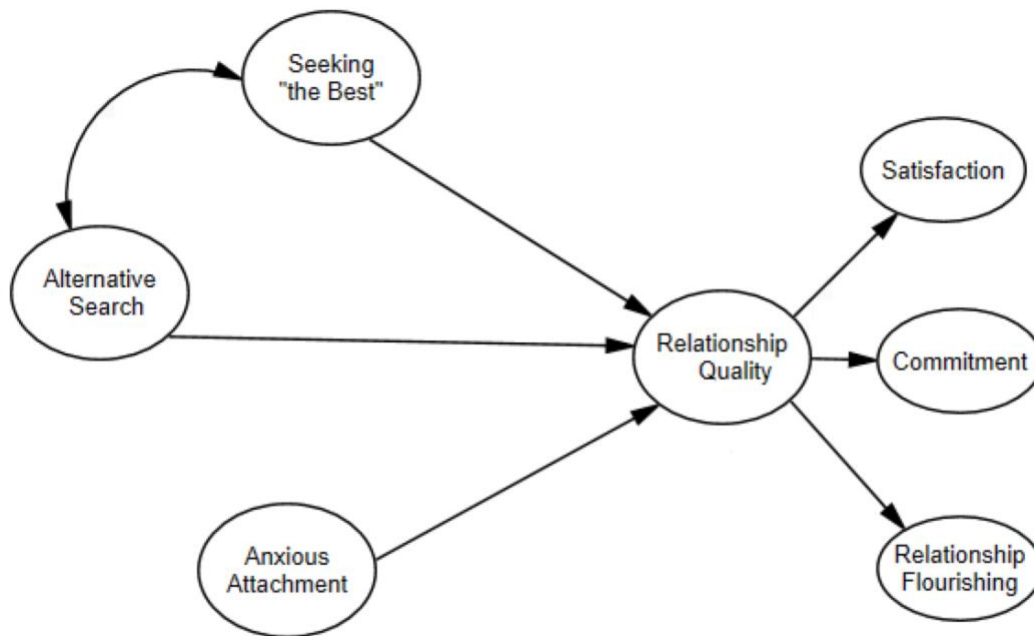 Seeking
"the Best"
Satisfaction
Alternative
Search
Relationship
Quality
Commitment
Anxious
Attachment
Relationship
Flourishing